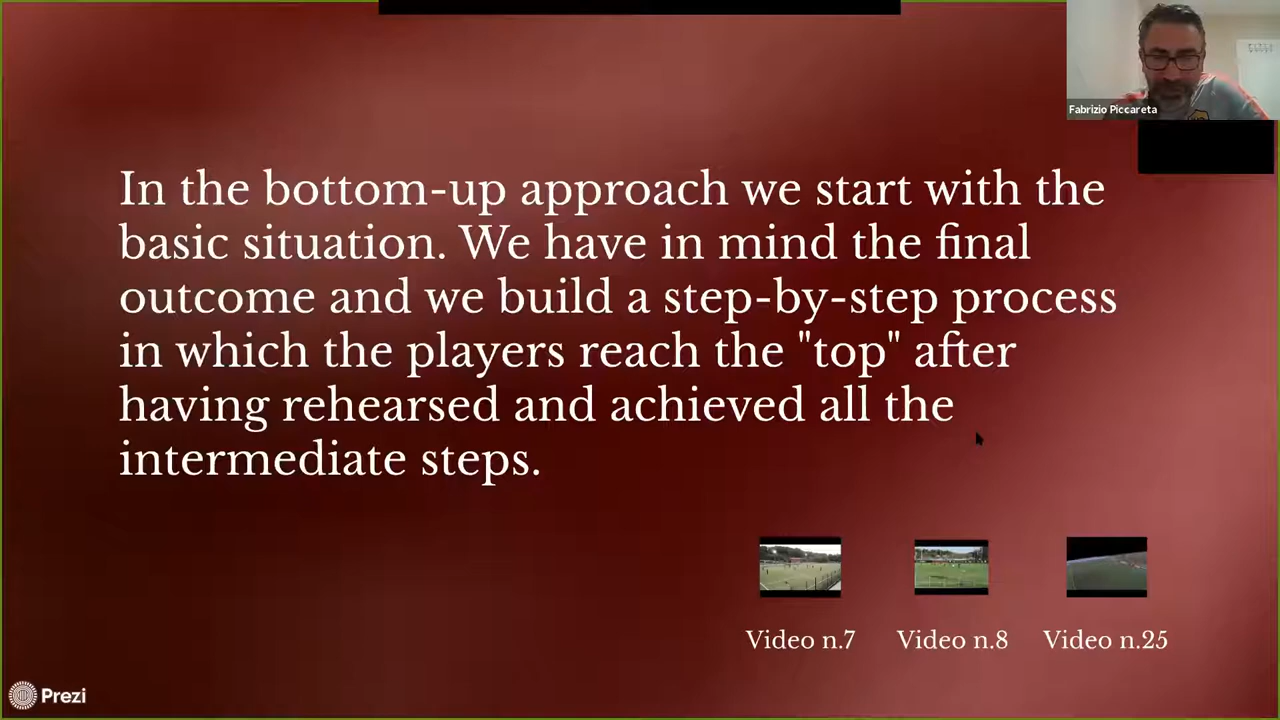 Fabrizio Piccareta
In the bottom-up approach we start with the
basic situation. We have in mind the final
outcome and we build a step-by-step process
in which the players reach the "top" after
having rehearsed and achieved all the
intermediate steps.
Video n.7
Video n.8
Video n.25
Prezi